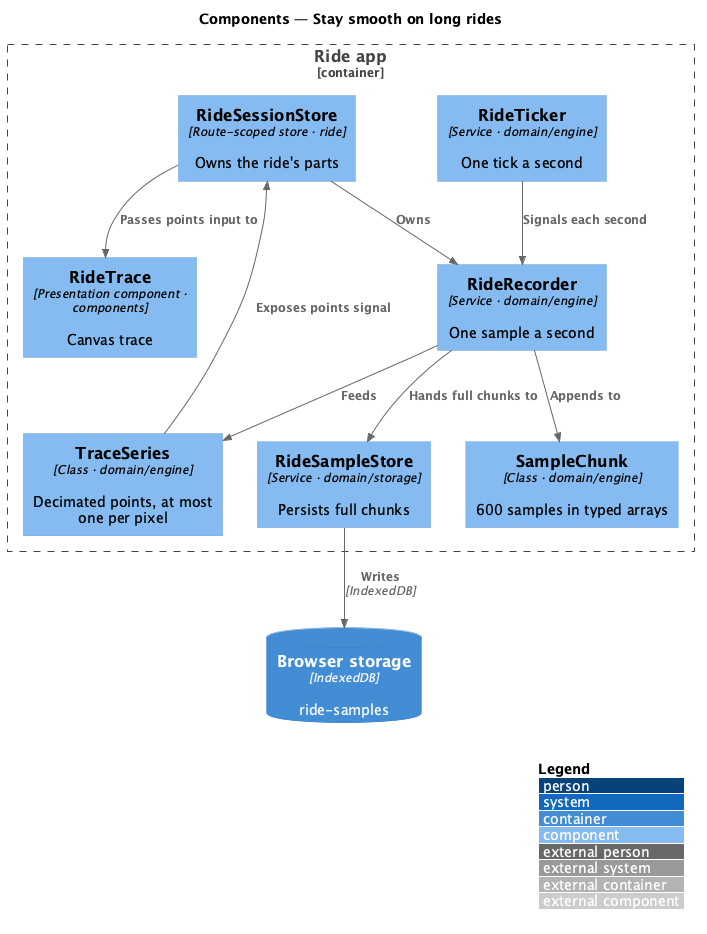 Components — Stay smooth on long rides
Ride app
[container]
RideSessionStore
[Route-scoped store · ride]
Owns the ride's parts
RideTicker
[Service · domain/engine]
One tick a second
Passes points input to
Owns
Signals each second
RideTrace
[Presentation component ·
components]
Canvas trace
Exposes points signal
RideRecorder
[Service · domain/engine]
One sample a second
Feeds
Hands full chunks to
Appends to
TraceSeries
[Class · domain/engine]
Decimated points, at most
one per pixel
RideSampleStore
[Service · domain/storage]
Persists full chunks
SampleChunk
[Class · domain/engine]
600 samples in typed arrays
Writes
[IndexedDB]
Browser storage
[IndexedDB]
ride-samples
Legend
person
system
container
component
external person
external system
external container
external component